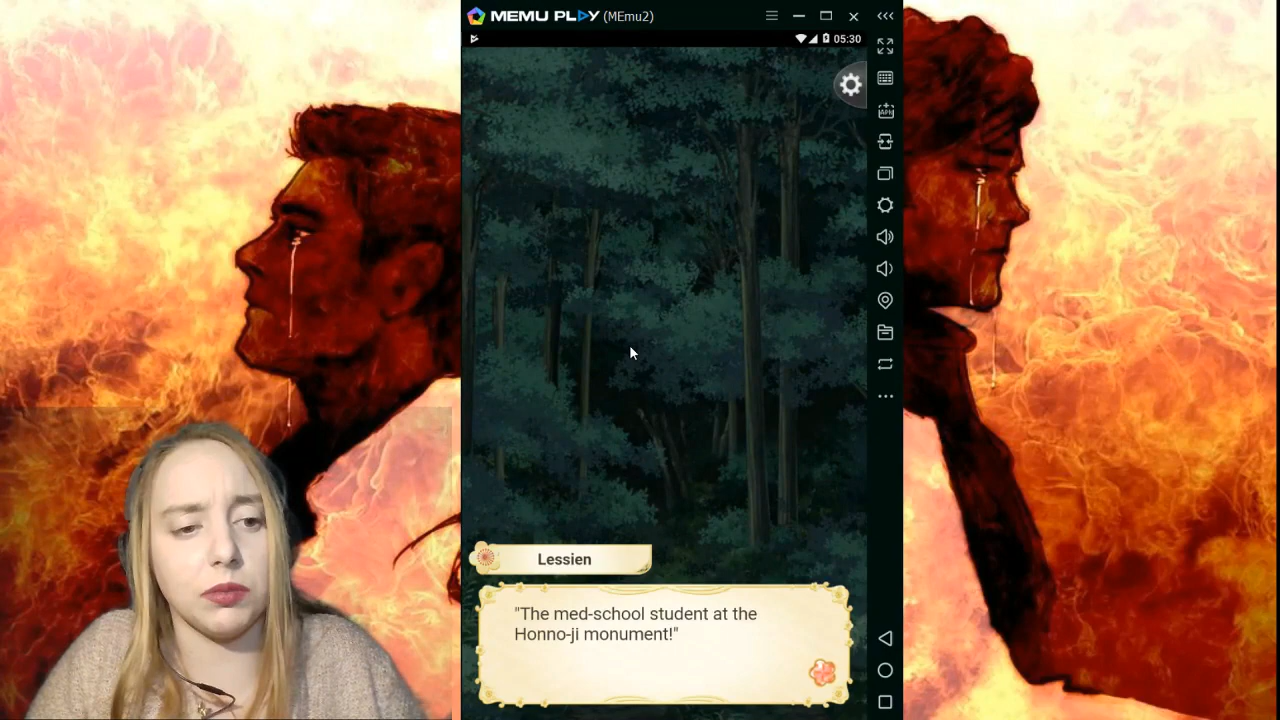 MEMU PLAY (MEmu2)
05:30
Lessien
"The med-school student at the
Honno-ji monument!"